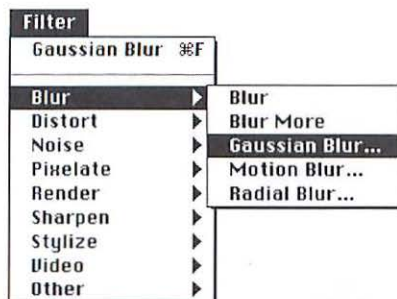 Filter
Gaussian Blur ⌘F
Blur
Distort
Noise
Pixelate
Render
Sharpen
Stylize
Video
Other
Blur
Blur More
Gaussian Blur...
Motion Blur...
Radial Blur...